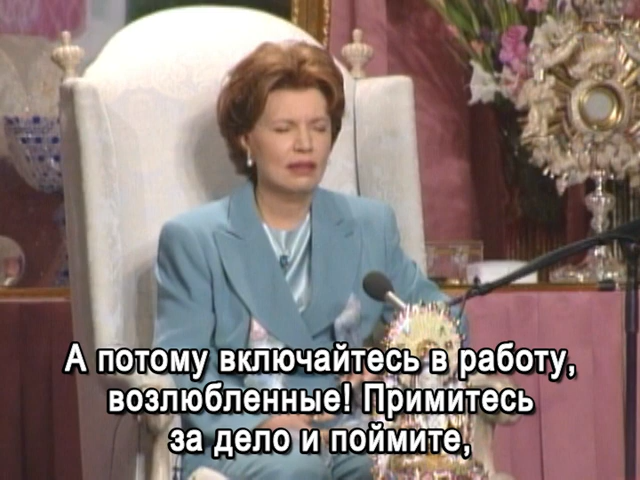 А потому включайтесь в работу,
возлюбленные! Примитесь
за дело и поймите,